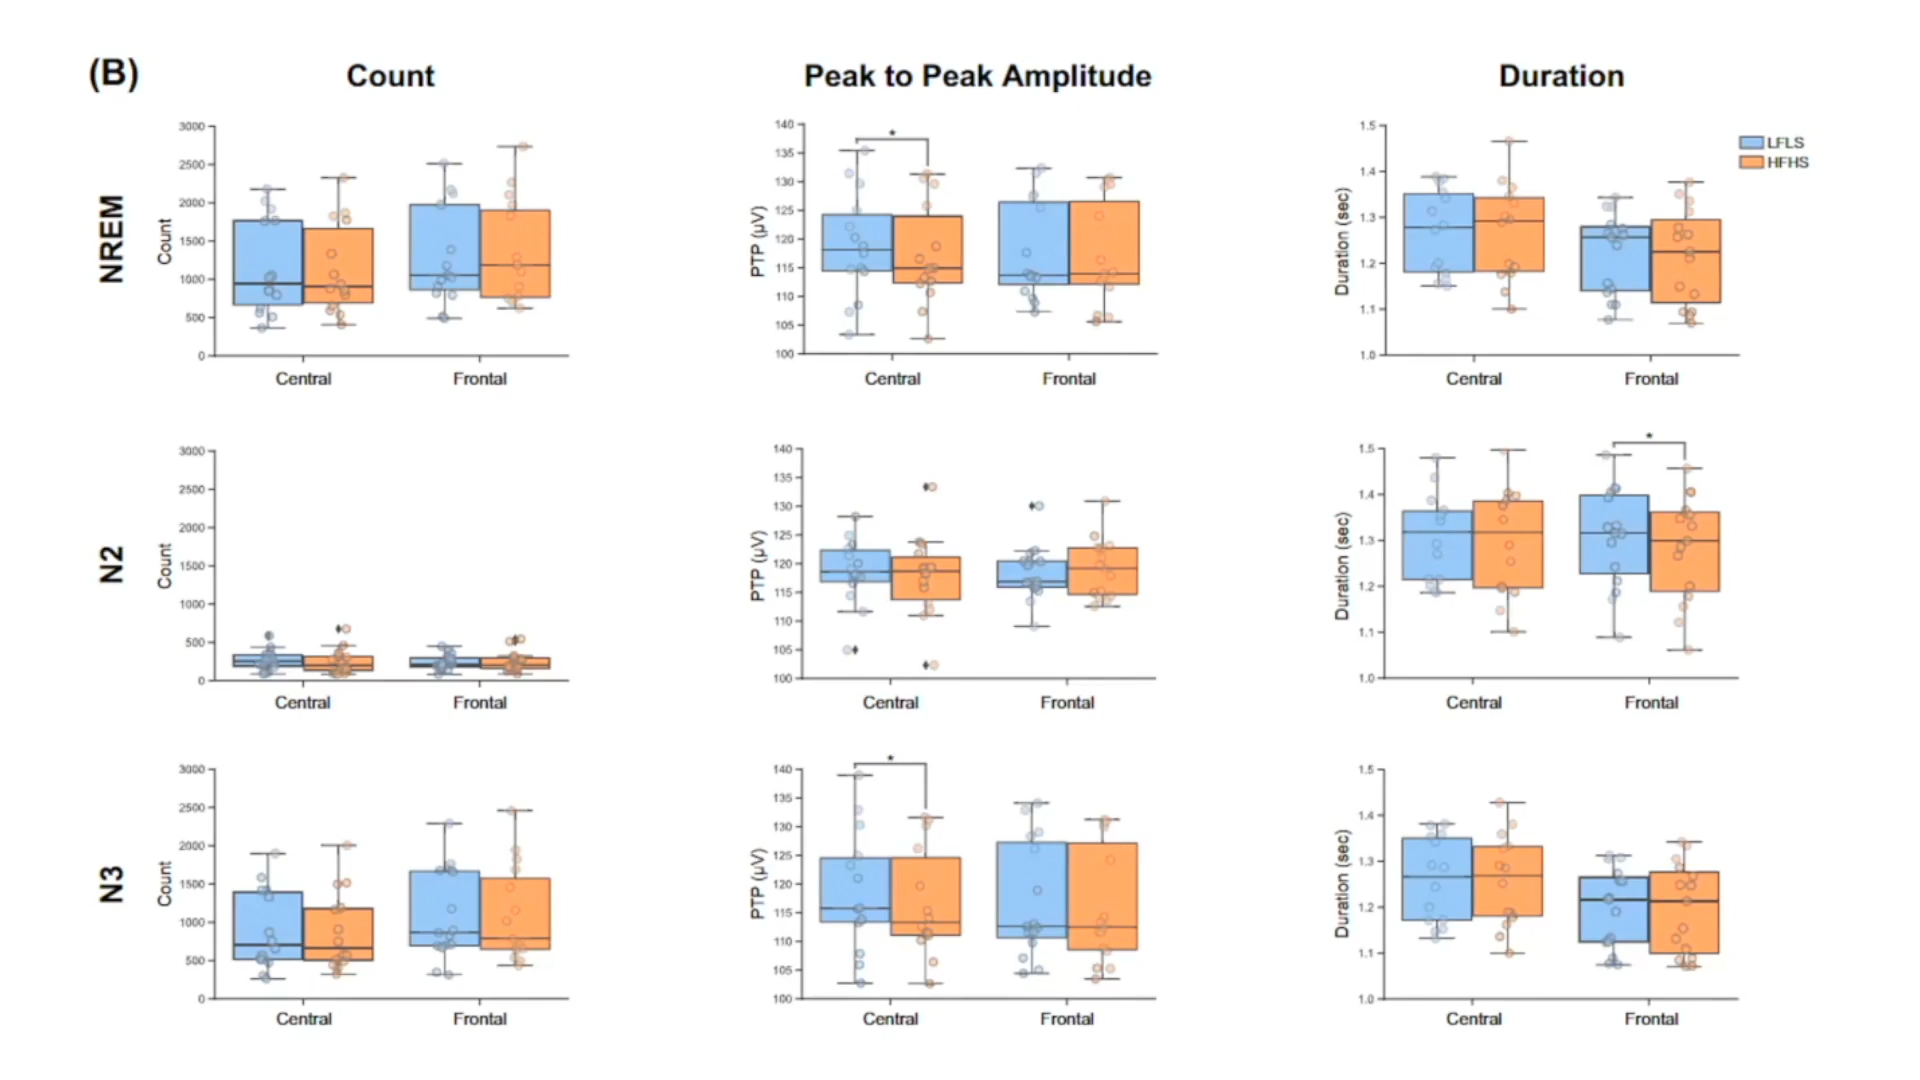 (B)
Count
Peak to Peak Amplitude
Duration
NREM
Count
3000
2500
2000
1500
1000
500
0
Central
Frontal
PTP (μV)
140
135
130
125
120
115
110
105
100
*
Central
Frontal
Duration (sec)
1.5
1.4
1.3
1.2
1.1
1.0
Central
Frontal
LFLS
HFHS
N2
Count
3000
2500
2000
1500
1000
500
0
Central
Frontal
PTP (μV)
140
135
130
125
120
115
110
105
100
Central
Frontal
Duration (sec)
1.5
1.4
1.3
1.2
1.1
1.0
*
Central
Frontal
N3
Count
3000
2500
2000
1500
1000
500
0
Central
Frontal
PTP (μV)
140
135
130
125
120
115
110
105
100
*
Central
Frontal
Duration (sec)
1.5
1.4
1.3
1.2
1.1
1.0
Central
Frontal